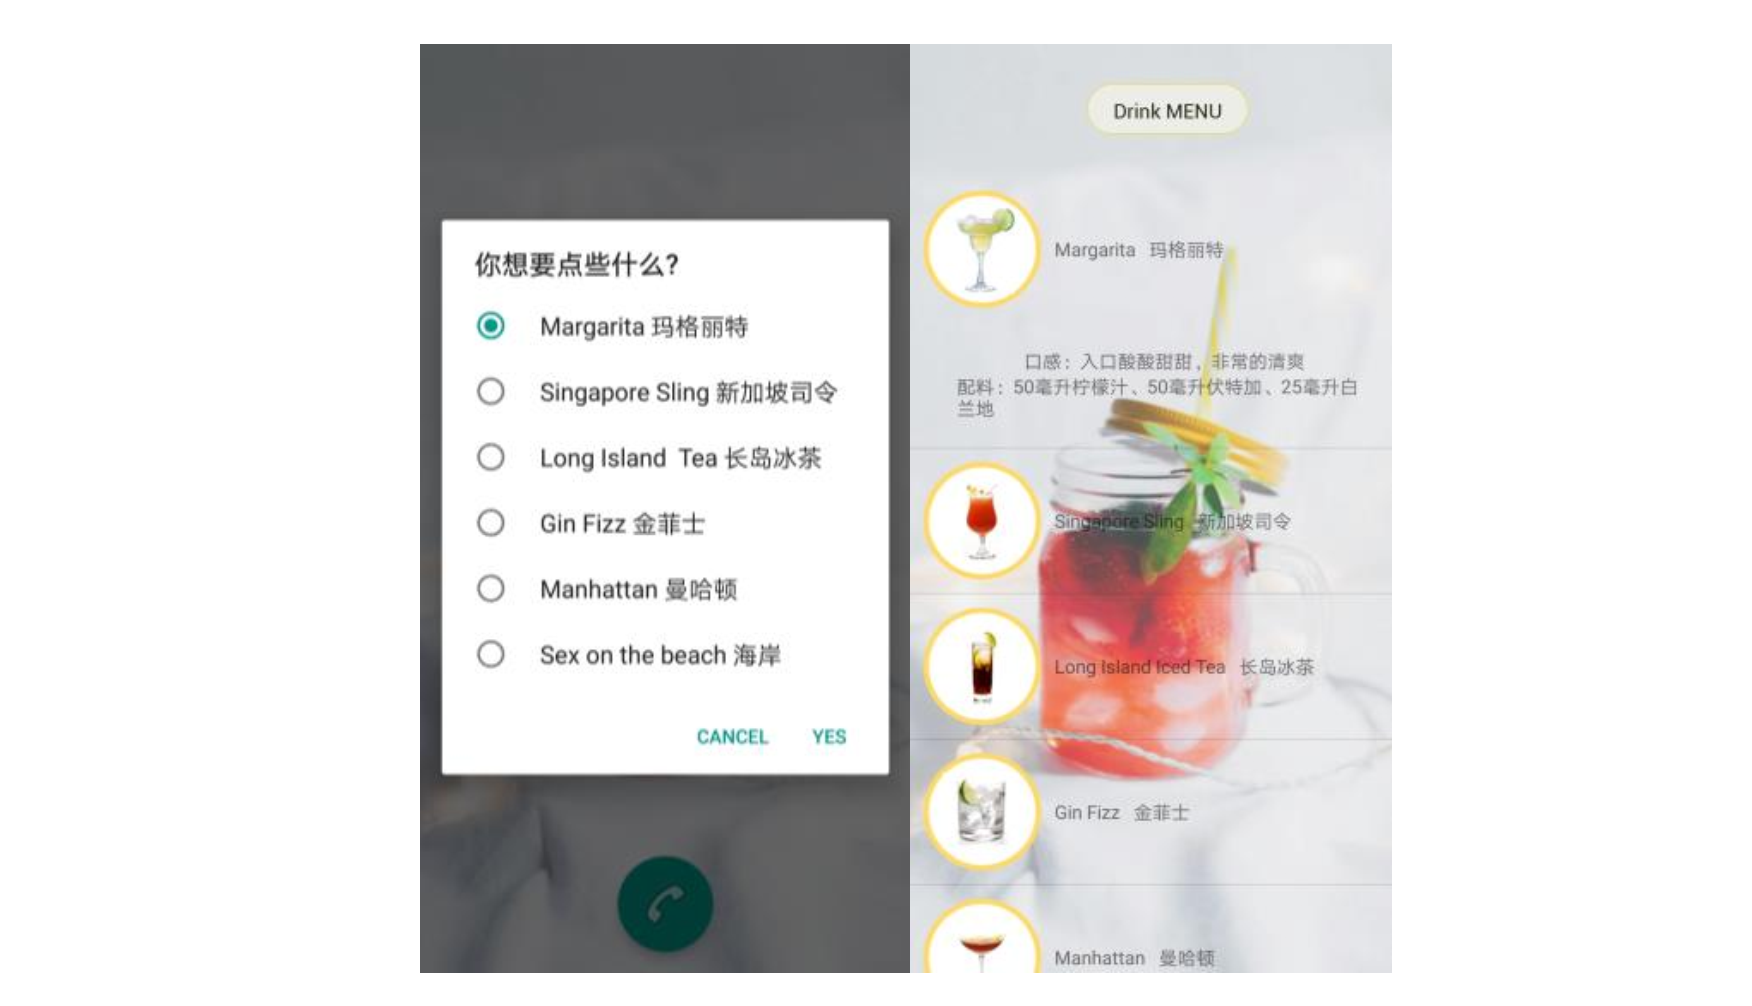 你想要点些什么?
Margarita 玛格丽特
Singapore Sling 新加坡司令
Long Island  Tea 长岛冰茶
Gin Fizz 金菲士
Manhattan 曼哈顿
Sex on the beach 海岸
CANCEL YES
Drink MENU
Margarita 玛格丽特
口感：入口酸酸甜甜，非常的清爽
配料：50毫升柠檬汁、50毫升伏特加、25毫升白
兰地
Singapore Sling 新加坡司令
Long Island Iced Tea 长岛冰茶
Gin Fizz 金菲士
Manhattan 曼哈顿